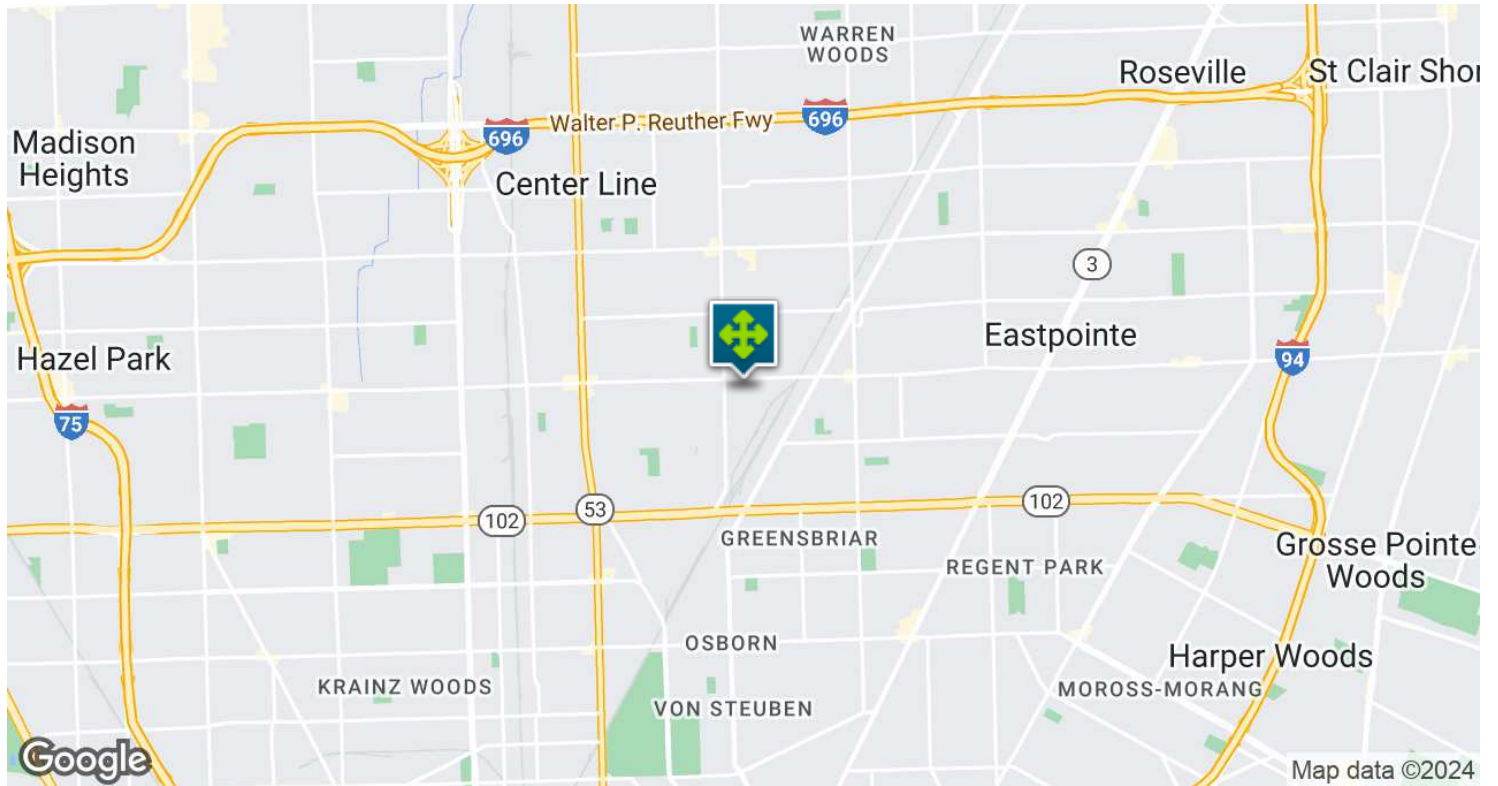 WARREN
WOODS
Roseville
St Clair Shor
Walter P. Reuther Fwy
696
696
Madison
Heights
Center Line
3
Eastpointe
Hazel Park
94
75
102
53
102
GREENSBRIAR
Grosse Pointe
Woods
REGENT PARK
OSBORN
Harper Woods
KRAINZ WOODS
MOROSS-MORANG
VON STEUBEN
Google
Map data ©2024